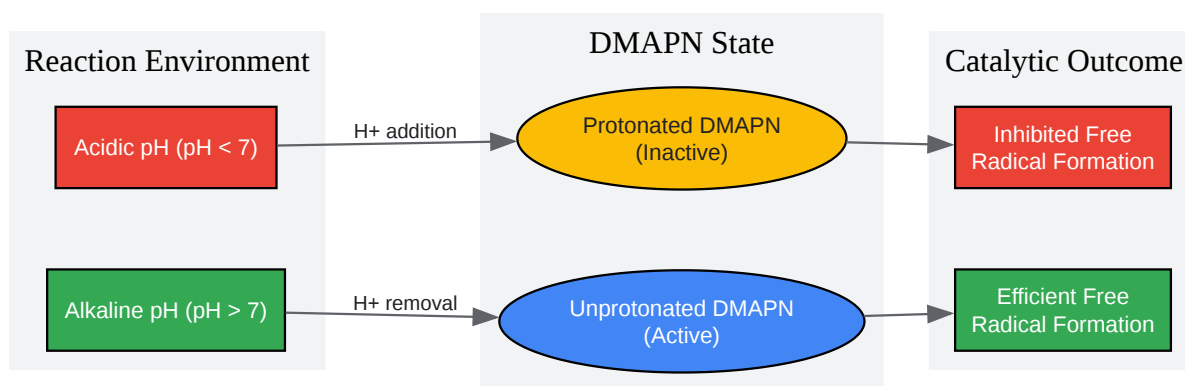 Reaction Environment
DMAPN State
Catalytic Outcome
Acidic pH (pH < 7)
H+ addition
Protonated DMAPN
(Inactive)
Inhibited Free
Radical Formation
Alkaline pH (pH > 7)
H+ removal
Unprotonated DMAPN
(Active)
Efficient Free
Radical Formation